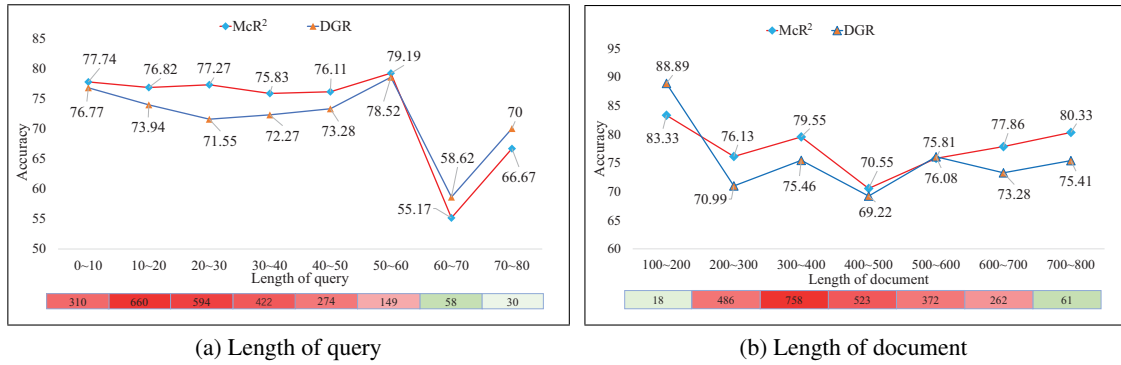 McR² DGR
Accuracy
85
80
75
70
65
60
55
50
77.74 76.82 77.27 75.83 76.11 79.19
76.77 73.94 71.55 72.27 73.28 78.52
58.62 70
55.17 66.67
0~10 10~20 20~30 30~40 40~50 50~60 60~70 70~80
Length of query
310 660 594 422 274 149 58 30
(a) Length of query
McR² DGR
Accuracy
95
90
85
80
75
70
65
60
88.89 76.13 79.55 70.55 75.81 77.86 80.33
83.33 70.99 75.46 69.22 76.08 73.28 75.41
100~200 200~300 300~400 400~500 500~600 600~700 700~800
Length of document
18 486 758 523 372 262 61
(b) Length of document